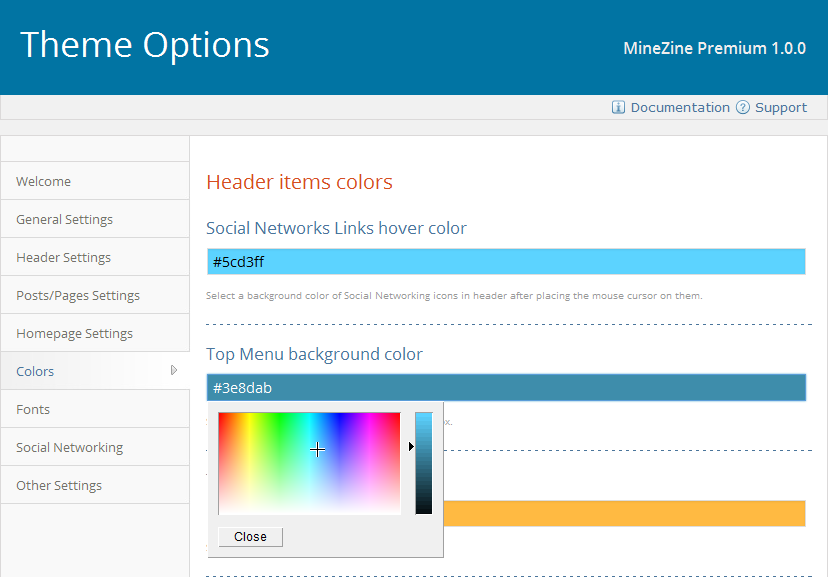 Theme Options
MineZine Premium 1.0.0
Documentation Support
Welcome
General Settings
Header Settings
Posts/Pages Settings
Homepage Settings
Colors
Fonts
Social Networking
Other Settings
Header items colors
Social Networks Links hover color
#5cd3ff
Select a background color of Social Networking icons in header after placing the mouse cursor on them.
Top Menu background color
#3e8dab
Close